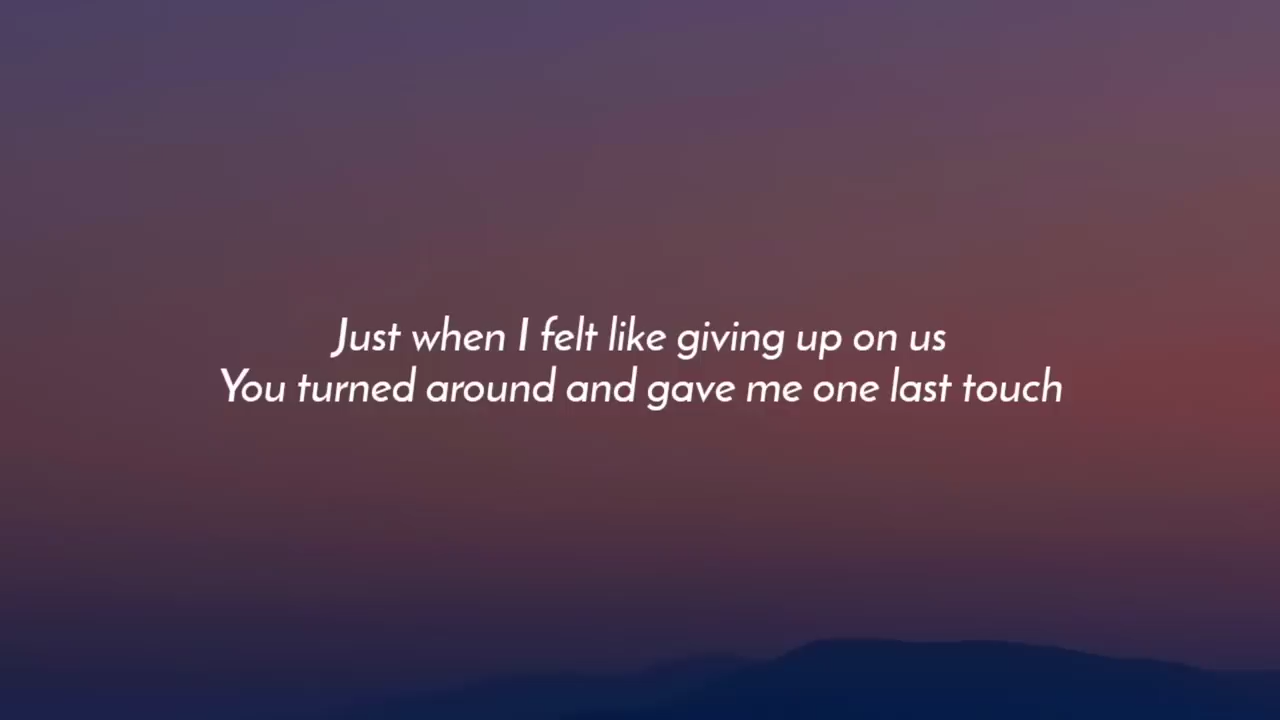 Just when I felt like giving up on us
You turned around and gave me one last touch